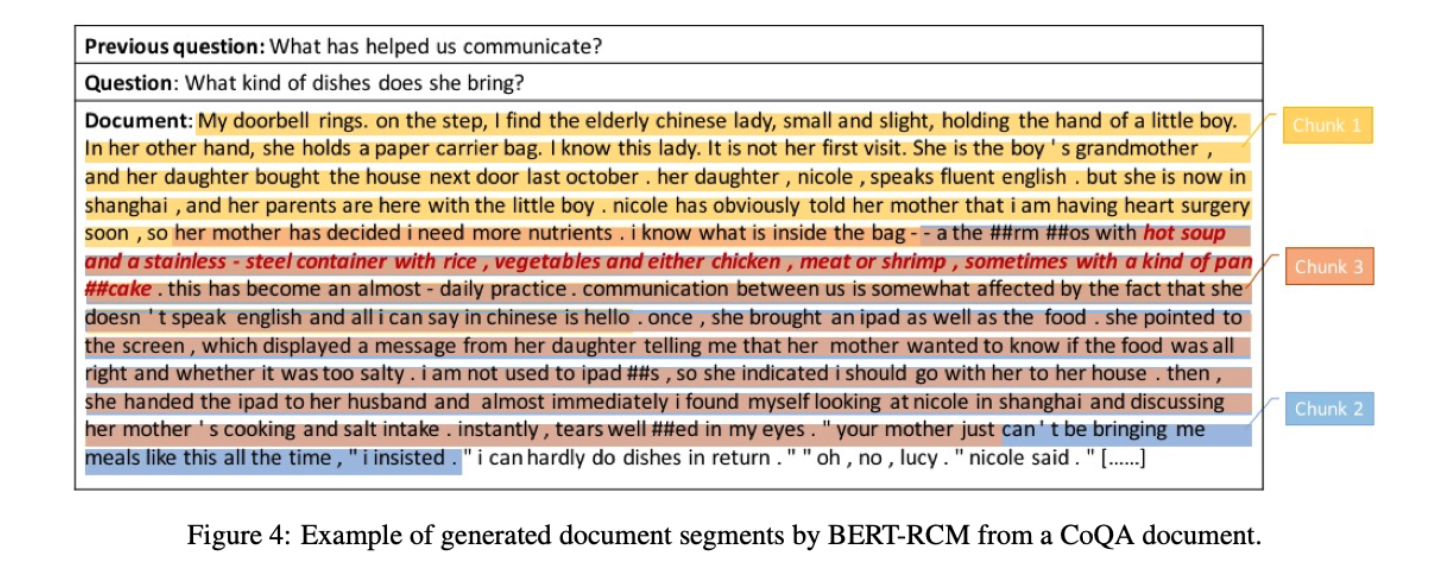 Previous question: What has helped us communicate?
Question: What kind of dishes does she bring?
Document: My doorbell rings. on the step, I find the elderly chinese lady, small and slight, holding the hand of a little boy.
In her other hand, she holds a paper carrier bag. I know this lady. It is not her first visit. She is the boy ' s grandmother ,
and her daughter bought the house next door last october . her daughter , nicole , speaks fluent english . but she is now in
shanghai , and her parents are here with the little boy . nicole has obviously told her mother that i am having heart surgery
soon , so her mother has decided i need more nutrients . i know what is inside the bag - - a the ##rm ##os with hot soup
and a stainless - steel container with rice , vegetables and either chicken , meat or shrimp , sometimes with a kind of pan
##cake . this has become an almost - daily practice . communication between us is somewhat affected by the fact that she
doesn ' t speak english and all i can say in chinese is hello . once , she brought an ipad as well as the food . she pointed to
the screen , which displayed a message from her daughter telling me that her mother wanted to know if the food was all
right and whether it was too salty . i am not used to ipad ##s , so she indicated i should go with her to her house . then ,
she handed the ipad to her husband and almost immediately i found myself looking at nicole in shanghai and discussing
her mother ' s cooking and salt intake . instantly , tears well ##ed in my eyes . " your mother just can ' t be bringing me
meals like this all the time , " i insisted . " i can hardly do dishes in return . " " oh , no , lucy . " nicole said . " [......]
Chunk 1
Chunk 3
Chunk 2
Figure 4: Example of generated document segments by BERT-RCM from a CoQA document.